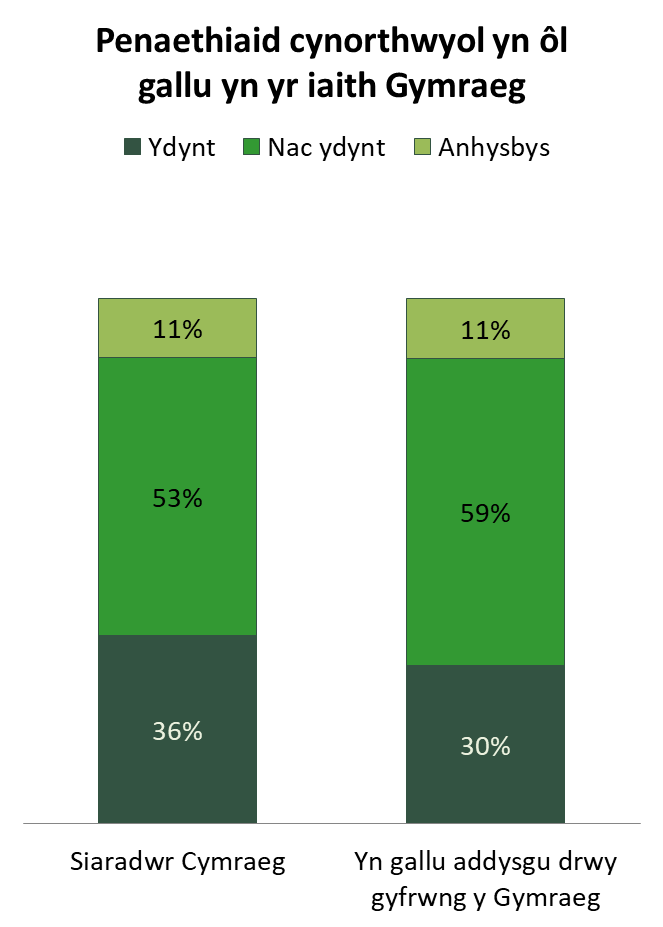 Penaethiaid cynorthwyol yn ôl
gallu yn yr iaith Gymraeg
Ydynt Nac ydynt Anhysbys
11% 11%
53% 59%
36% 30%
Siaradwr Cymraeg Yn gallu addysgu drwy
gyfrwng y Gymraeg